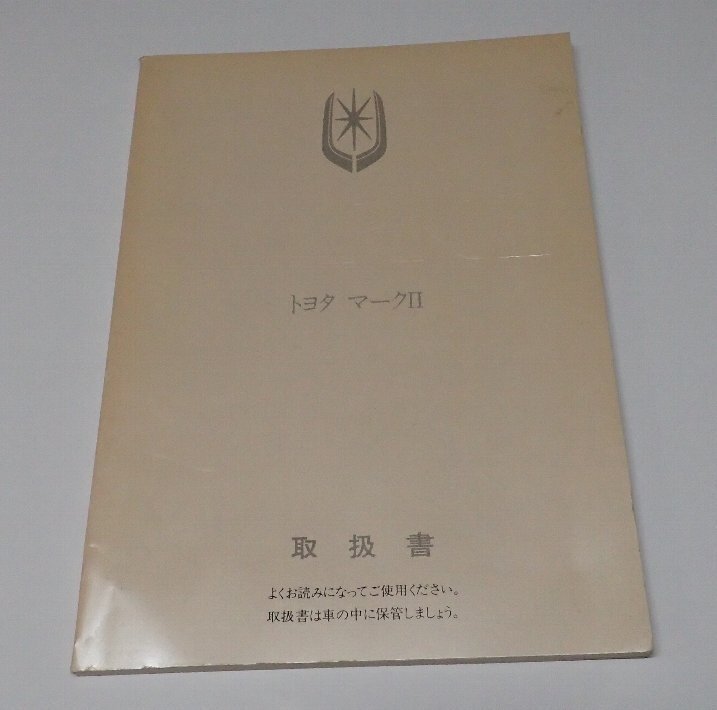 トヨタ マークII
取扱書
よくお読みになってご使用ください。
取扱書は車の中に保管しましょう。